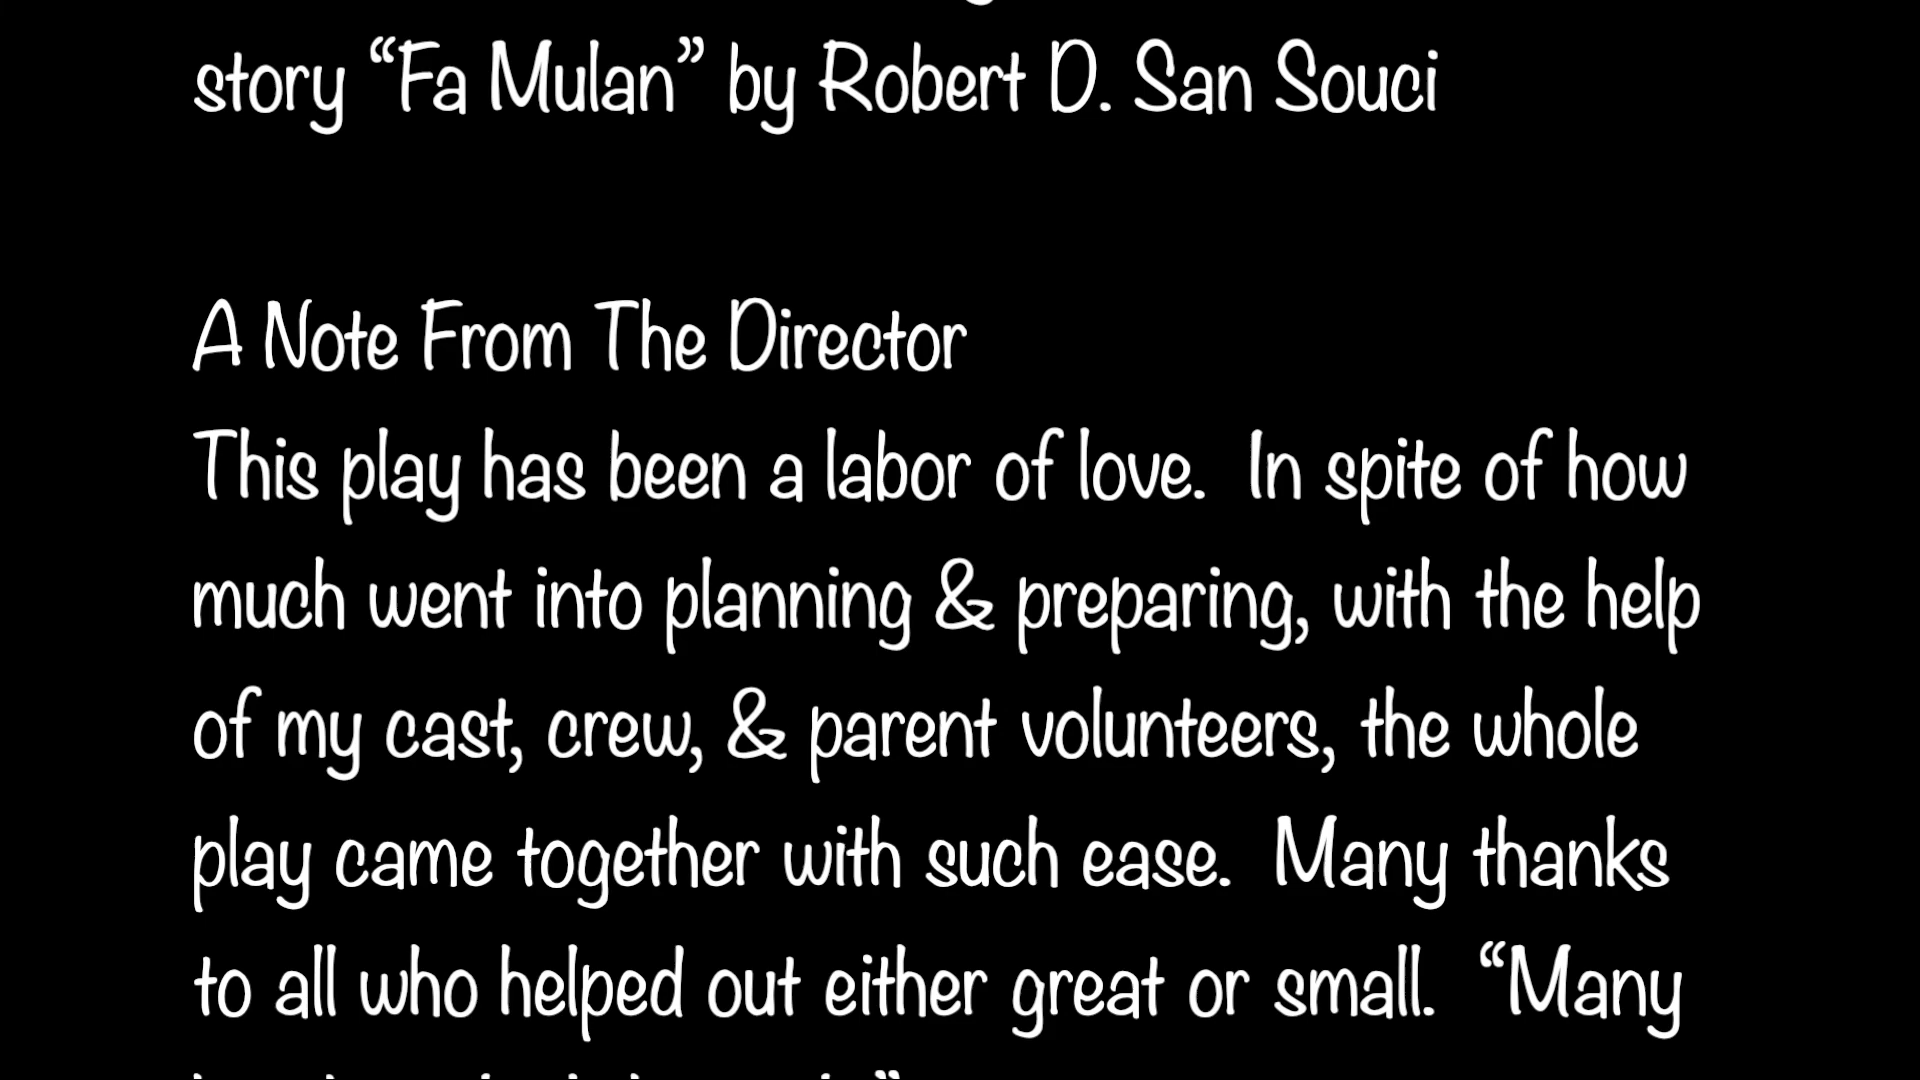 story “Fa Mulan” by Robert D. San Souci
A Note From The Director
This play has been a labor of love.  In spite of how
much went into planning & preparing, with the help
of my cast, crew, & parent volunteers, the whole
play came together with such ease.  Many thanks
to all who helped out either great or small.  “Many